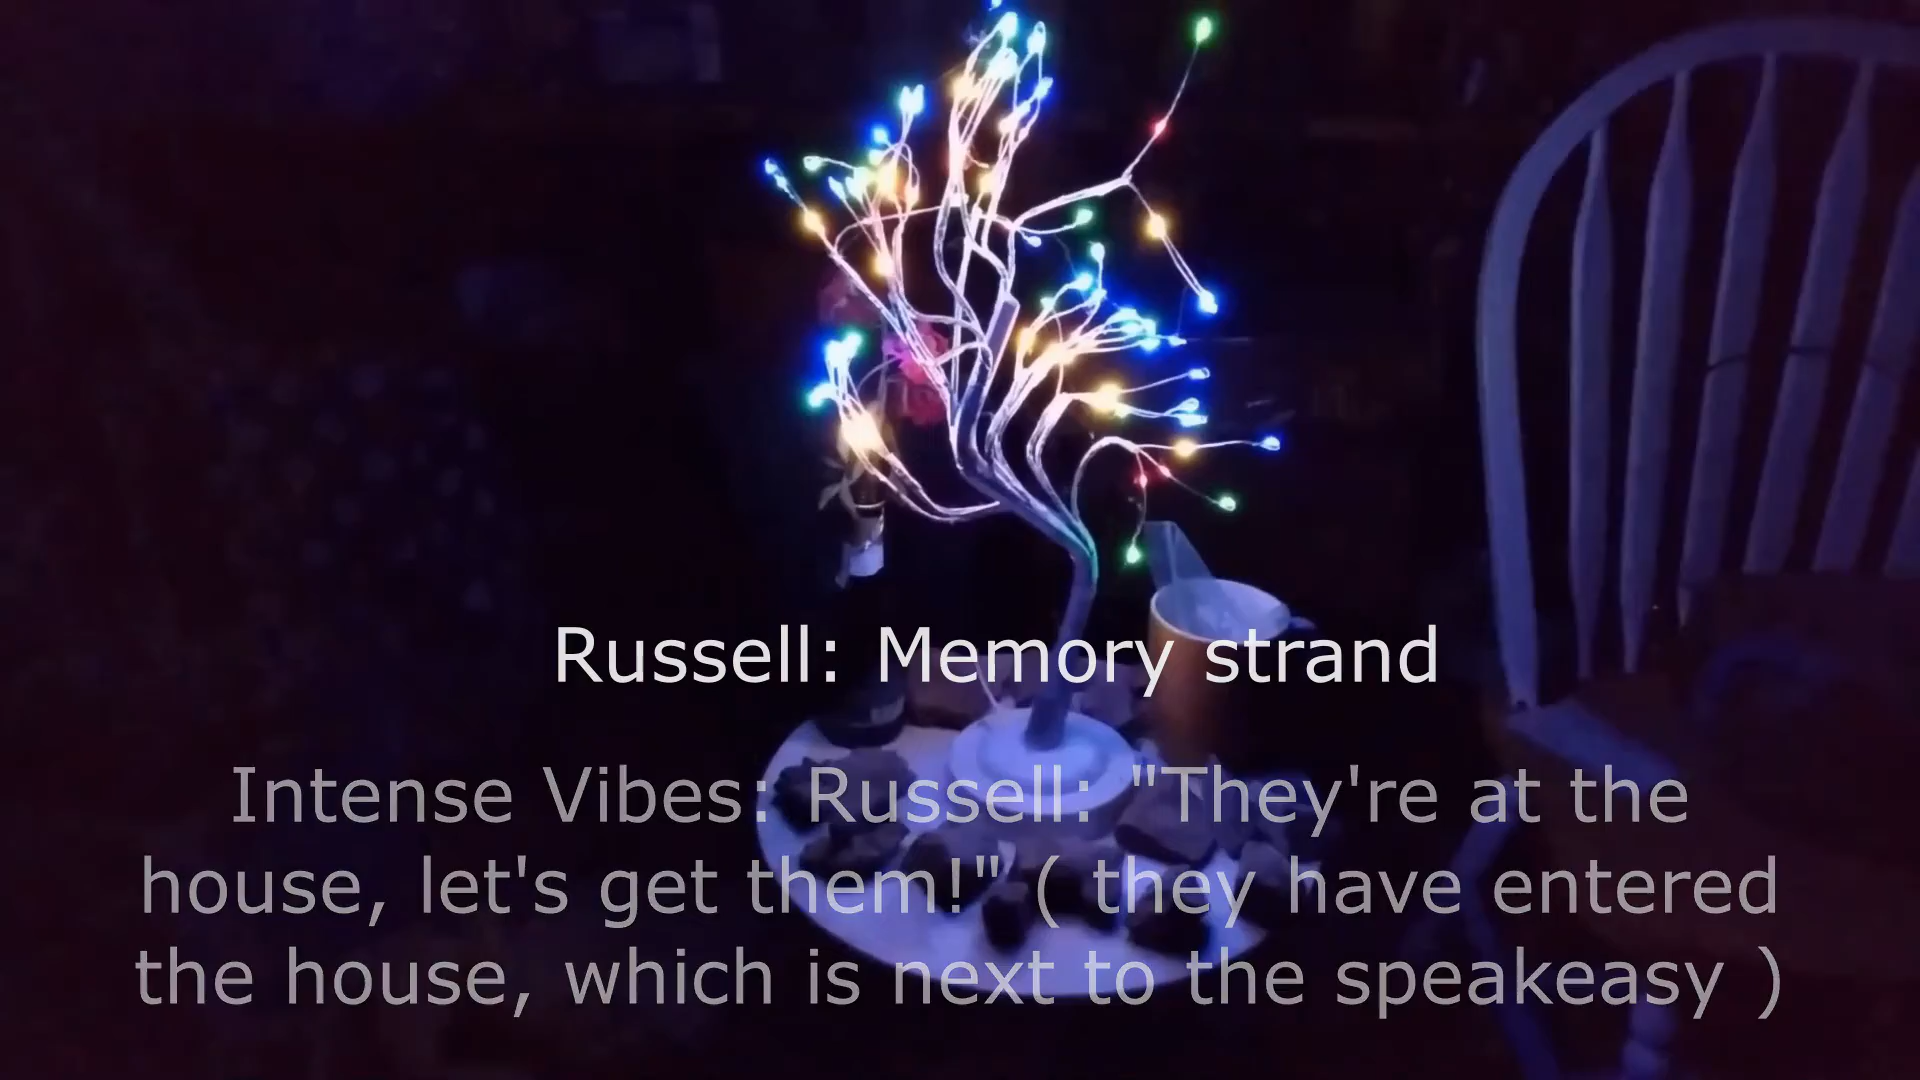 Russell: Memory strand
Intense Vibes: Russell: "They're at the
house, let's get them!" ( they have entered
the house, which is next to the speakeasy )